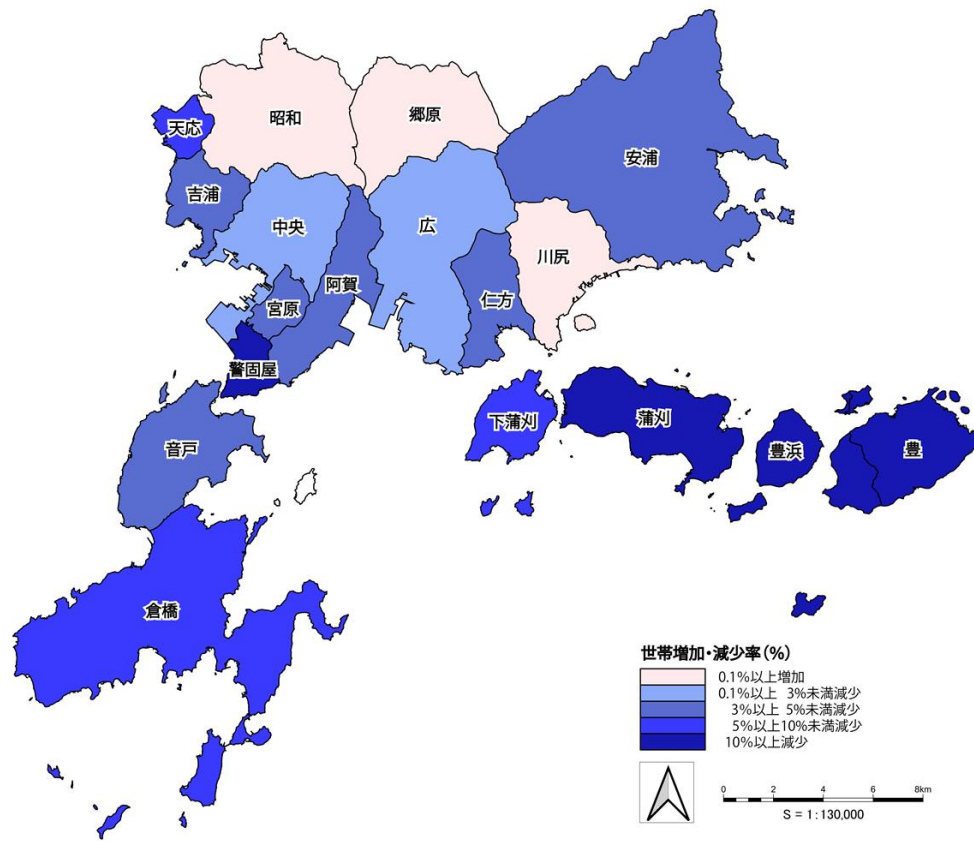 昭和
郷原
天応
安浦
吉浦
中央
広
川尻
阿賀
仁方
宮原
警固屋
下蒲刈
蒲刈
豊浜
豊
音戸
倉橋
世帯増加・減少率(%)
0.1%以上増加
0.1%以上 3%未満減少
3%以上 5%未満減少
5%以上10%未満減少
10%以上減少
0 2 4 6 8km
S = 1:130,000